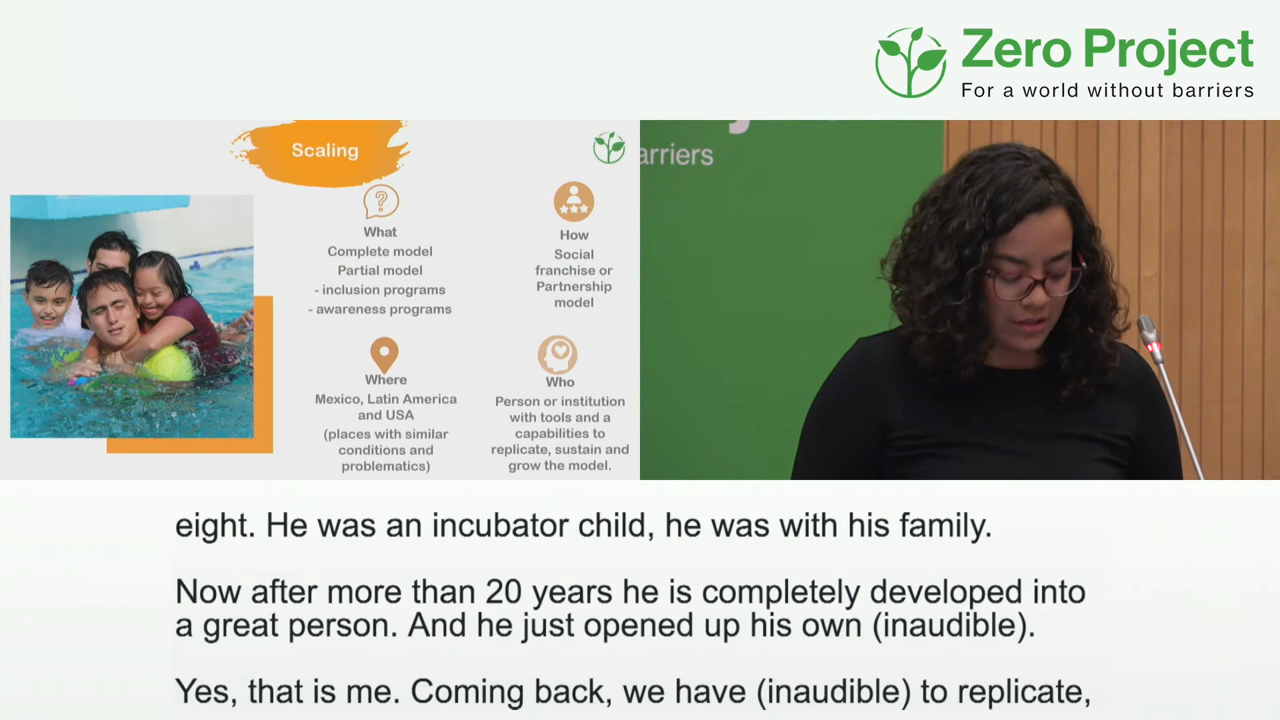 Zero Project
For a world without barriers
Scaling
What
Complete model
Partial model
- inclusion programs
- awareness programs
How
Social
franchise or
Partnership
model
Where
Mexico, Latin America
and USA
(places with similar
conditions and
problematics)
Who
Person or institution
with tools and a
capabilities to
replicate, sustain and
grow the model.
arriers
eight. He was an incubator child, he was with his family.
Now after more than 20 years he is completely developed into
a great person. And he just opened up his own (inaudible).
Yes, that is me. Coming back, we have (inaudible) to replicate,